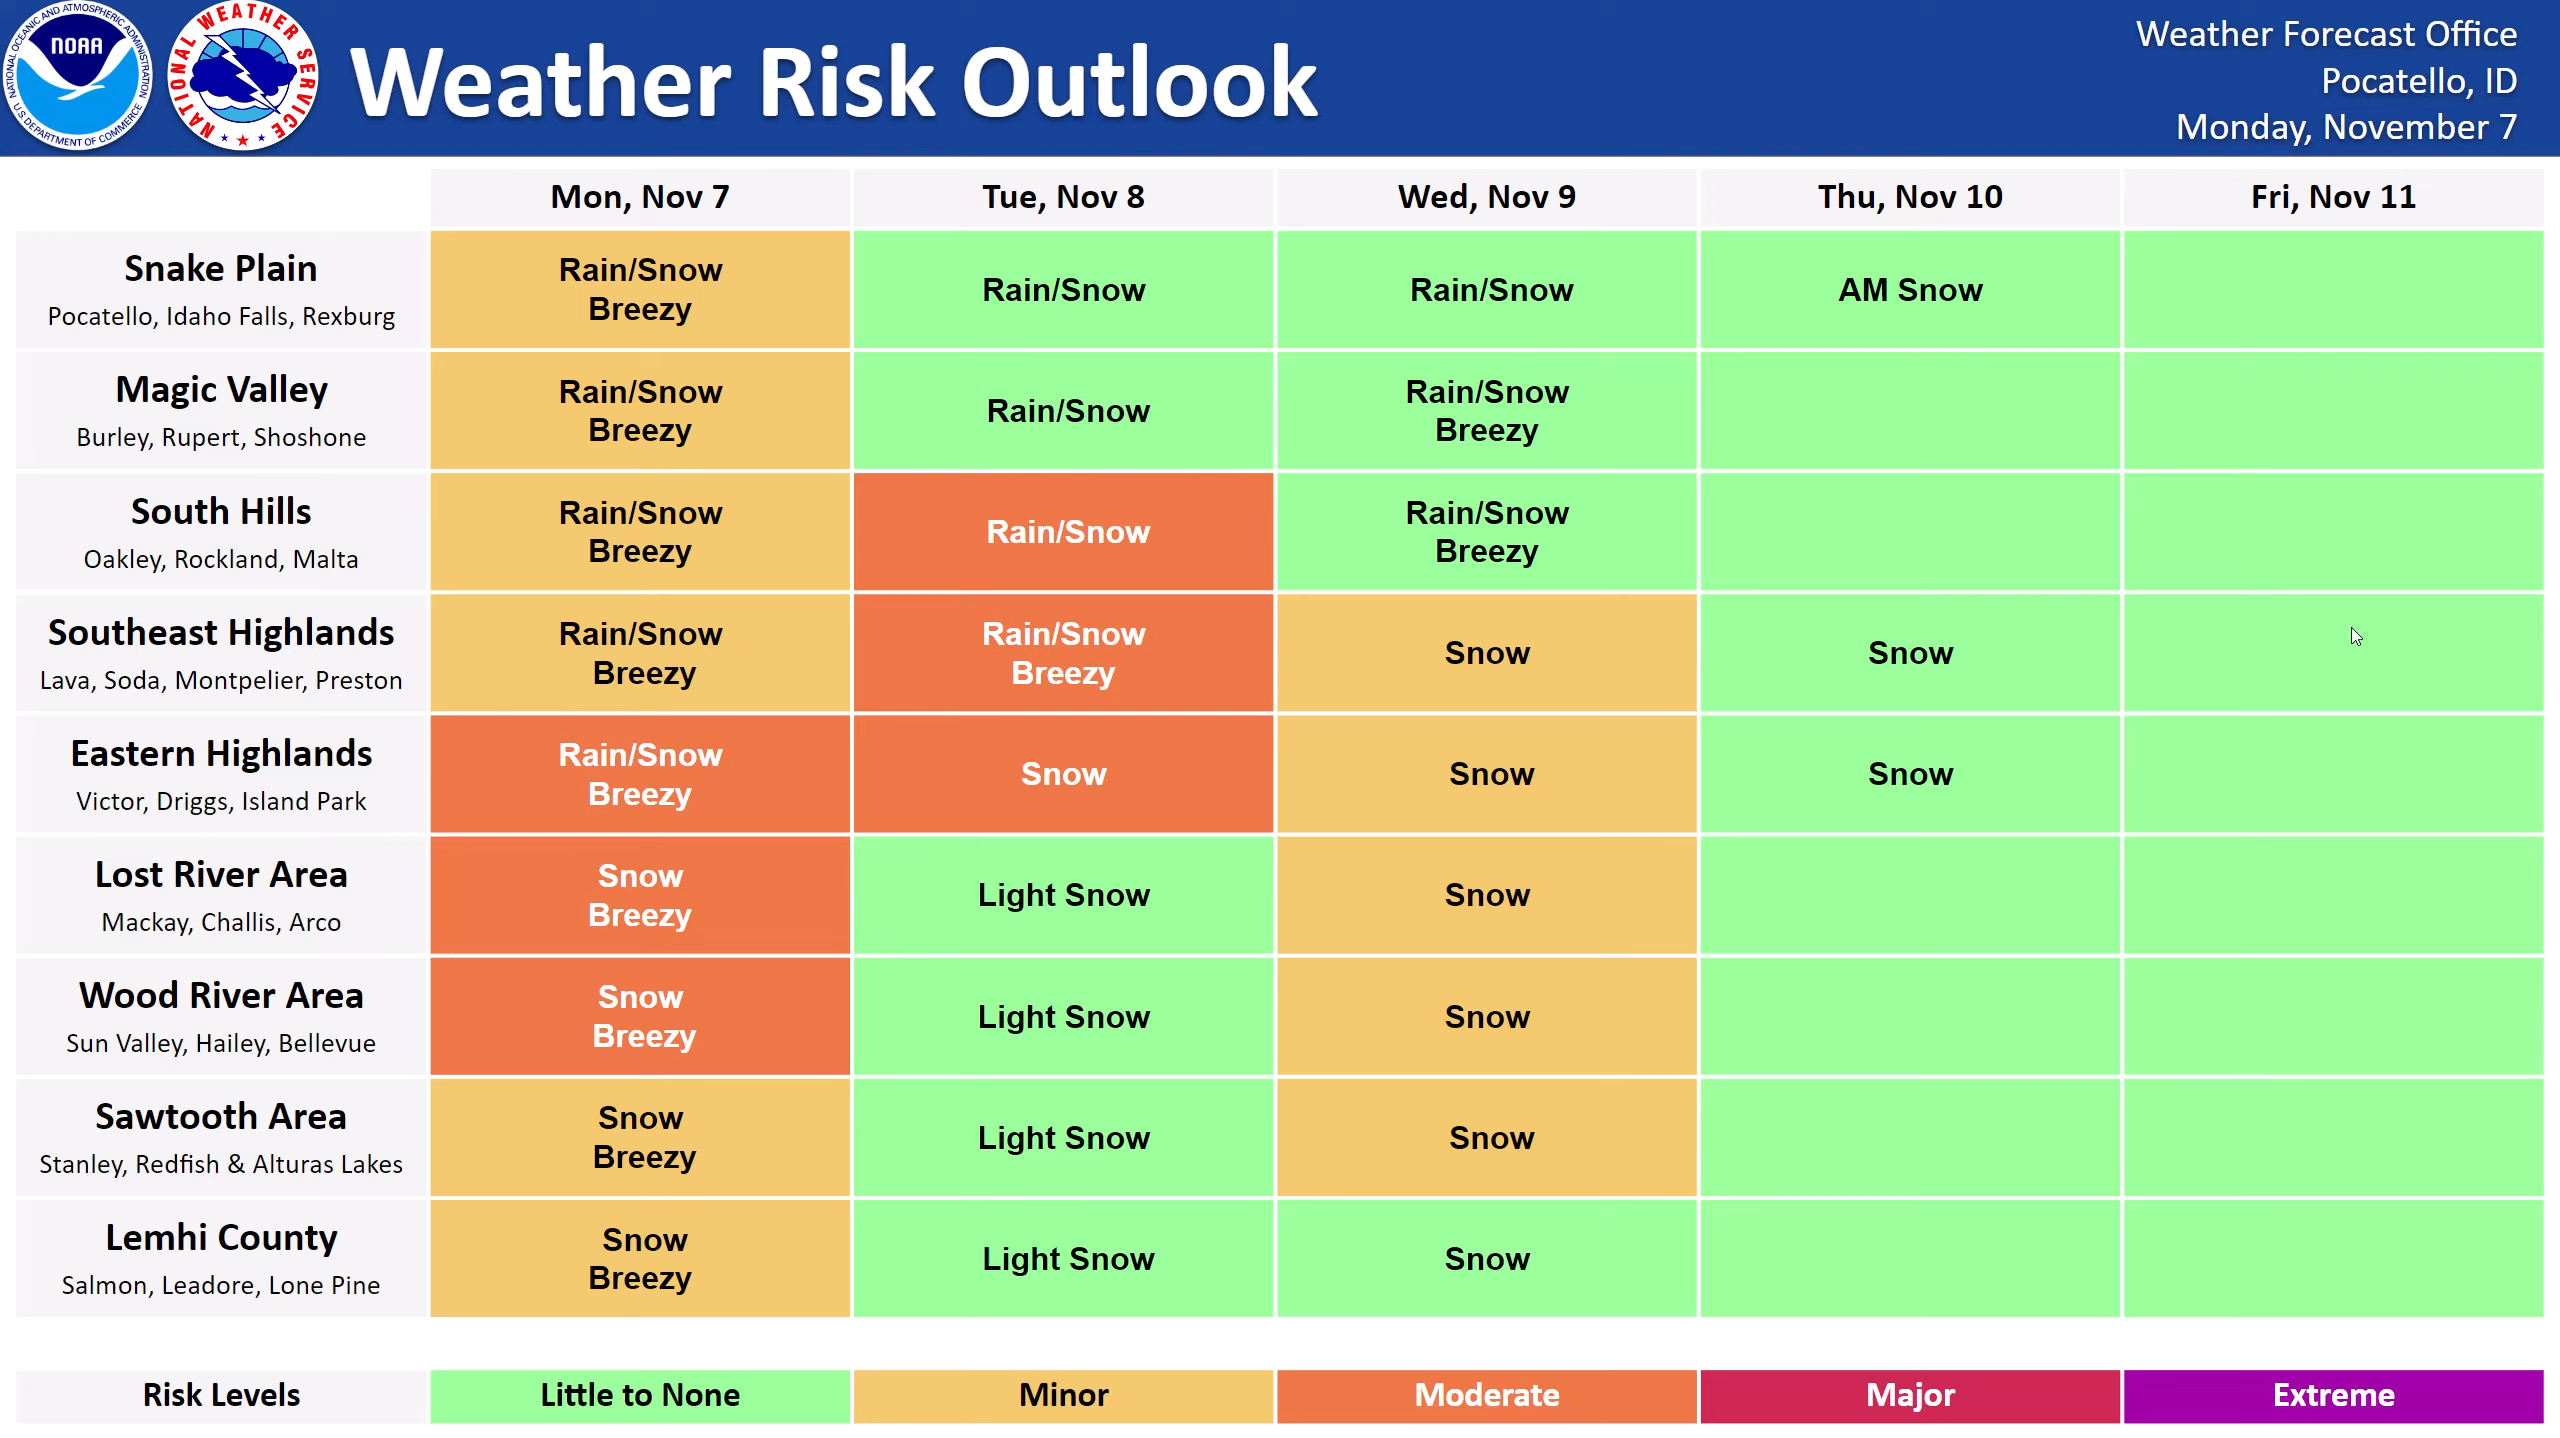 NATIONAL OCEANIC AND ATMOSPHERIC ADMINISTRATION
NOAA
U.S. DEPARTMENT OF COMMERCE
NATIONAL WEATHER SERVICE
Weather Risk Outlook
Weather Forecast Office
Pocatello, ID
Monday, November 7
Mon, Nov 7
Tue, Nov 8
Wed, Nov 9
Thu, Nov 10
Fri, Nov 11
Snake Plain
Pocatello, Idaho Falls, Rexburg
Rain/Snow
Breezy
Rain/Snow
Rain/Snow
AM Snow
Magic Valley
Burley, Rupert, Shoshone
Rain/Snow
Breezy
Rain/Snow
Rain/Snow
Breezy
South Hills
Oakley, Rockland, Malta
Rain/Snow
Breezy
Rain/Snow
Rain/Snow
Breezy
Southeast Highlands
Lava, Soda, Montpelier, Preston
Rain/Snow
Breezy
Rain/Snow
Breezy
Snow
Snow
Eastern Highlands
Victor, Driggs, Island Park
Rain/Snow
Breezy
Snow
Snow
Snow
Lost River Area
Mackay, Challis, Arco
Snow
Breezy
Light Snow
Snow
Wood River Area
Sun Valley, Hailey, Bellevue
Snow
Breezy
Light Snow
Snow
Sawtooth Area
Stanley, Redfish & Alturas Lakes
Snow
Breezy
Light Snow
Snow
Lemhi County
Salmon, Leadore, Lone Pine
Snow
Breezy
Light Snow
Snow
Risk Levels
Little to None
Minor
Moderate
Major
Extreme